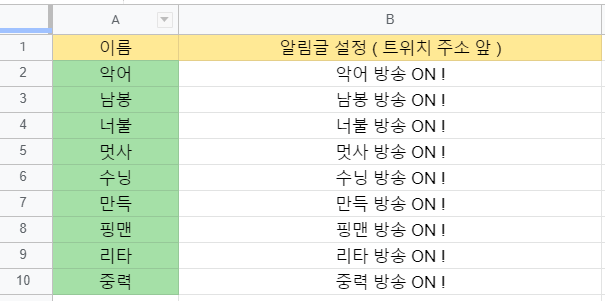 A B
1 이름 알림글 설정 ( 트위치 주소 앞 )
2 악어 악어 방송 ON !
3 남봉 남봉 방송 ON !
4 너불 너불 방송 ON !
5 멋사 멋사 방송 ON !
6 수닝 수닝 방송 ON !
7 만득 만득 방송 ON !
8 핑맨 핑맨 방송 ON !
9 리타 리타 방송 ON !
10 중력 중력 방송 ON !